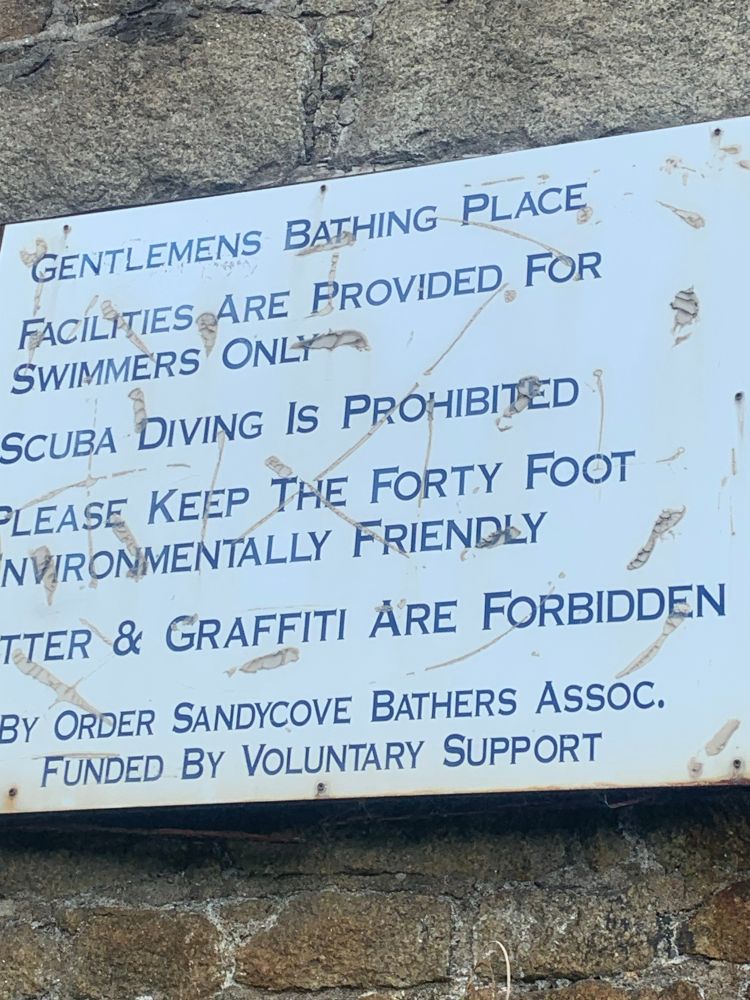 GENTLEMENS BATHING PLACE
FACILITIES ARE PROVIDED FOR
SWIMMERS ONLY
SCUBA DIVING IS PROHIBITED
PLEASE KEEP THE FORTY FOOT
NVIRONMENTALLY FRIENDLY
TTER & GRAFFITI ARE FORBIDDEN
BY ORDER SANDYCOVE BATHERS ASSOC.
FUNDED BY VOLUNTARY SUPPORT